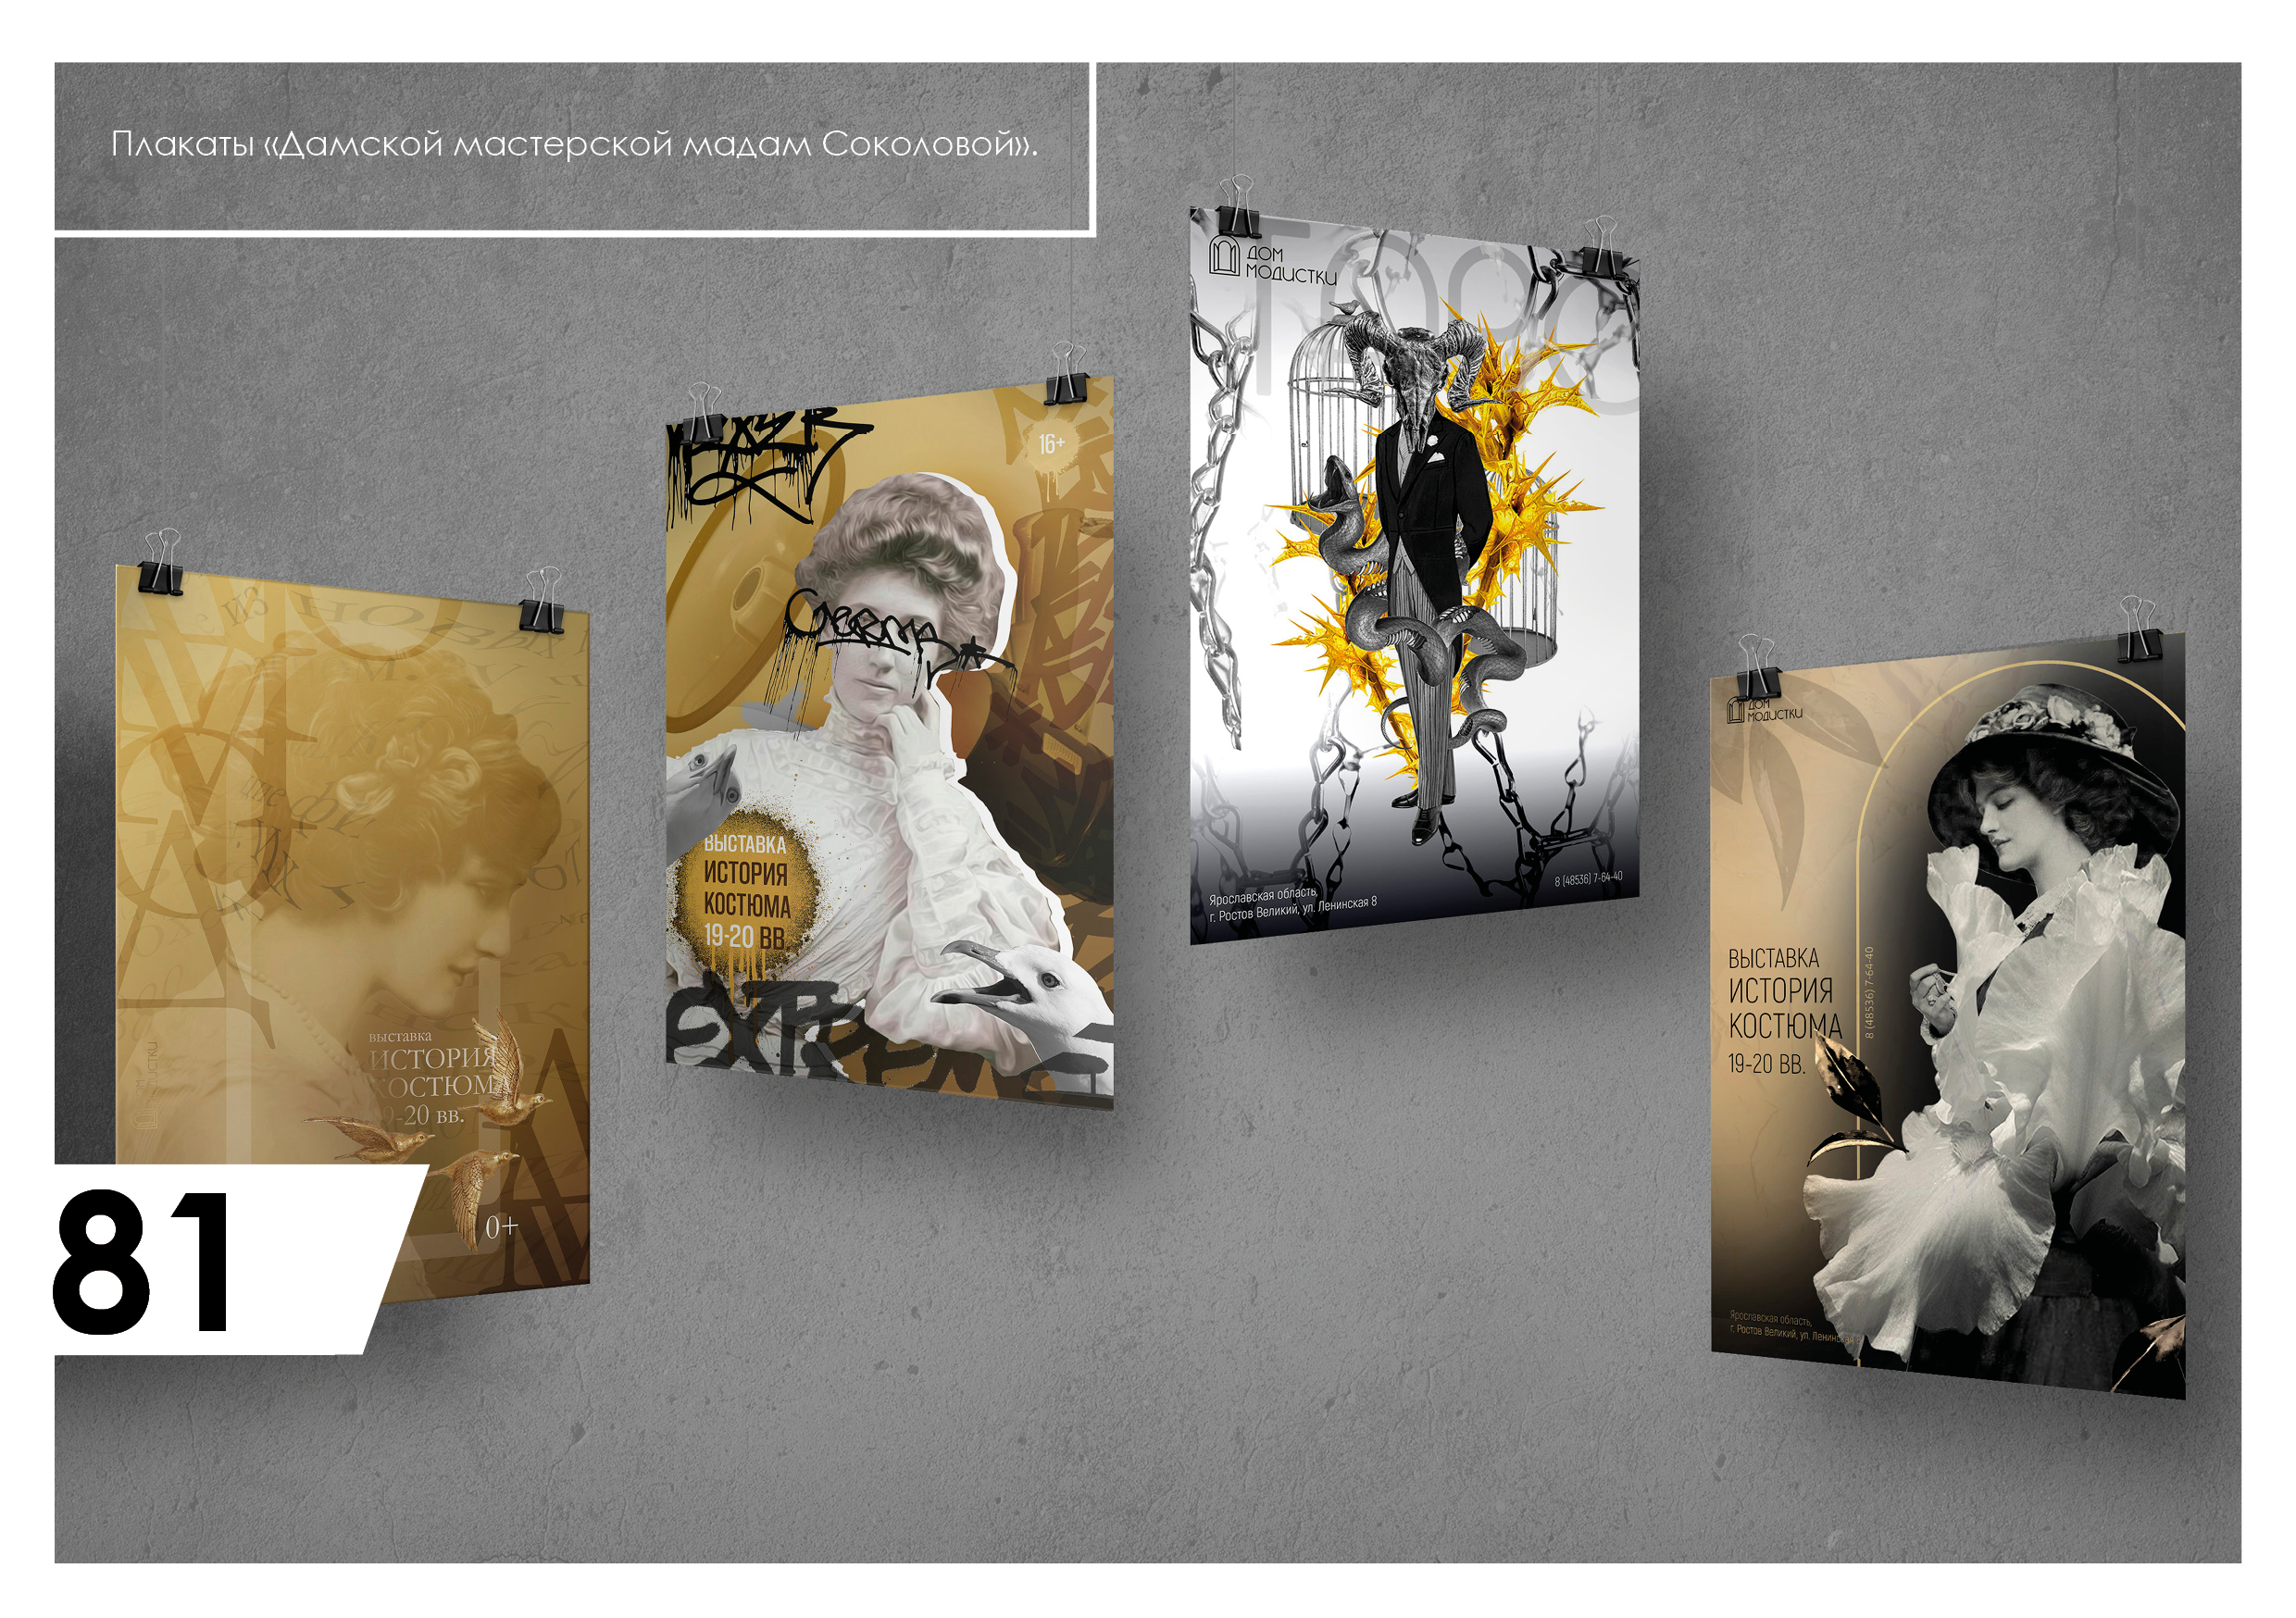 Плакаты «Дамской мастерской мадам Соколовой».
выставка
ИСТОРИЯ
КОСТЮМА
19-20 вв.
0+
81
16+
ВЫСТАВКА
ИСТОРИЯ
КОСТЮМА
19-20 ВВ.
EXTREME
ДОМ
МОДИСТКИ
Ярославская область,
г. Ростов Великий, ул. Ленинская 8
8 (48536) 7-64-40
ДОМ
МОДИСТКИ
ВЫСТАВКА
ИСТОРИЯ
КОСТЮМА
19-20 ВВ.
8 (48536) 7-64-40
Ярославская область,
г. Ростов Великий, ул. Ленинская